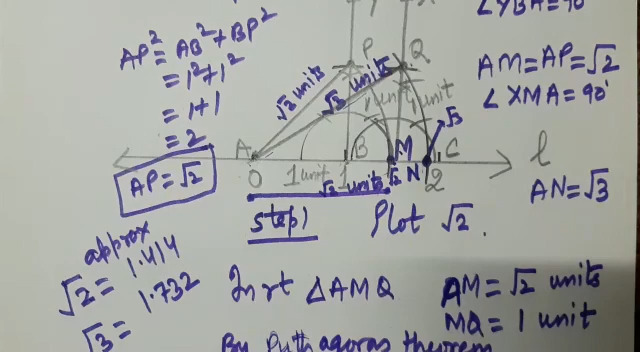 ∠YBA=90°
AP²= AB²+BP²
= 1²+1²
= 1+1
= 2
AP=√2
AM=AP=√2
∠XMA=90°
P
Q
√2 units
√3 units
1 unit
1 unit
√3
A
B
M
C
l
0
1 unit
1
√2
N
2
√2 units
AN=√3
step 1
Plot √2.
approx
√2= 1.414
√3= 1.732
In rt △AMQ
AM=√2 units
MQ= 1 unit
By Pythagoras theorem